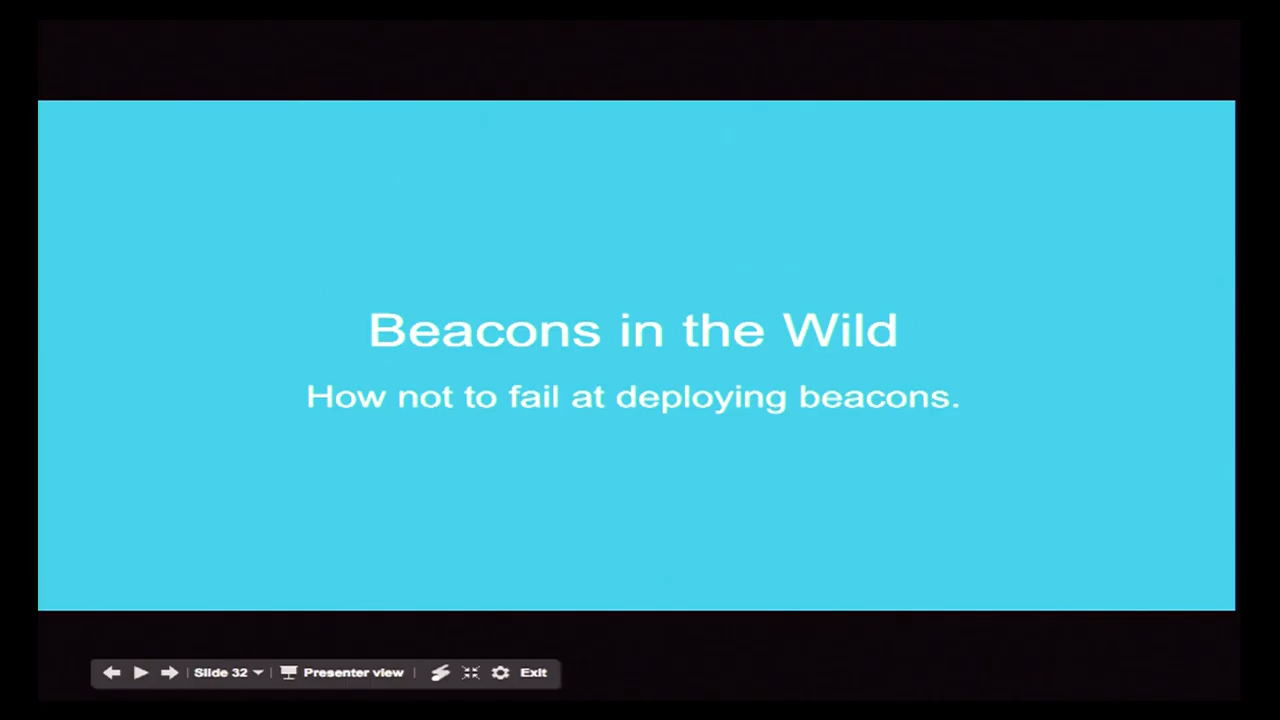 Beacons in the Wild
How not to fail at deploying beacons.
Slide 32 Presenter view Exit